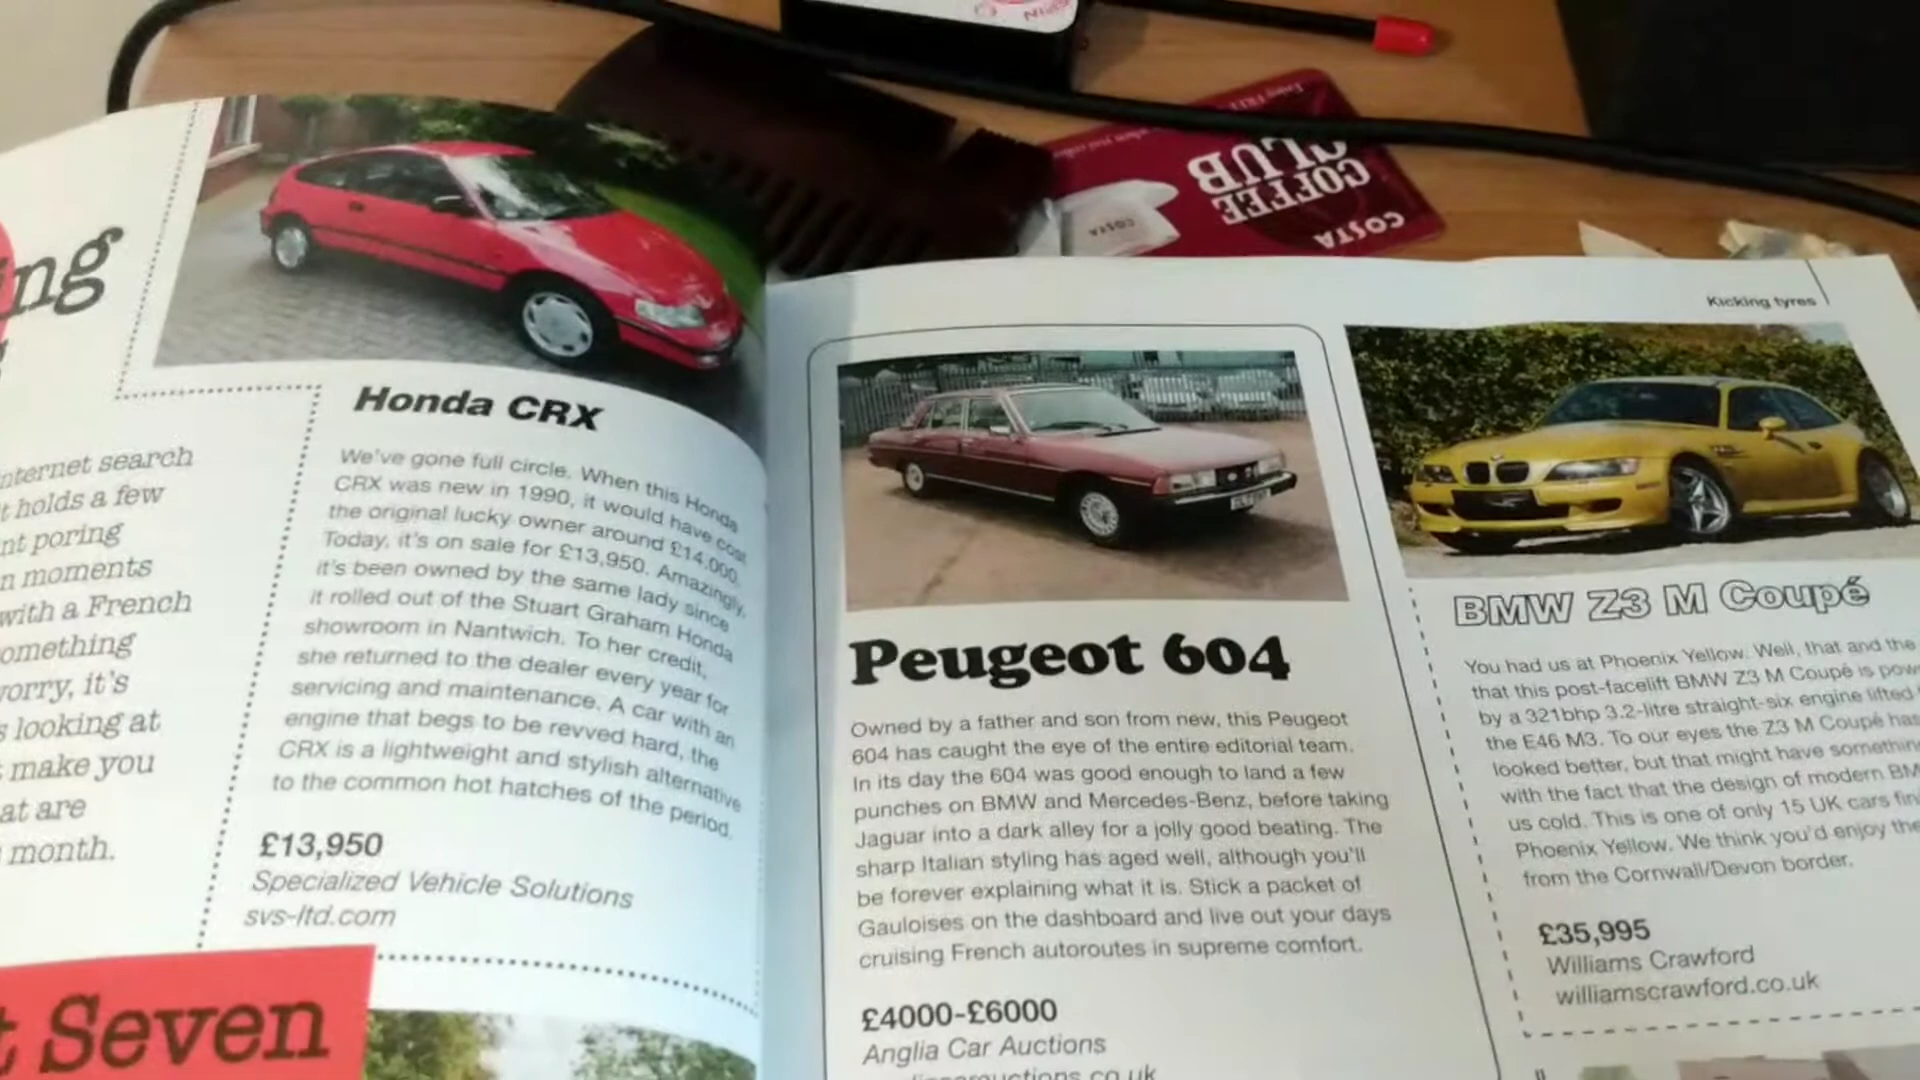 COSTA
COFFEE
CLUB
COSTA
Kicking tyres
ing
nternet search
t holds a few
nt poring
n moments
with a French
omething
orry, it's
s looking at
make you
at are
month.
t Seven
Honda CRX
We've gone full circle. When this Honda
CRX was new in 1990, it would have cost
the original lucky owner around £14,000.
Today, it's on sale for £13,950. Amazingly,
it's been owned by the same lady since
it rolled out of the Stuart Graham Honda
showroom in Nantwich. To her credit,
she returned to the dealer every year for
servicing and maintenance. A car with an
engine that begs to be revved hard, the
CRX is a lightweight and stylish alternative
to the common hot hatches of the period.
£13,950
Specialized Vehicle Solutions
svs-ltd.com
Peugeot 604
Owned by a father and son from new, this Peugeot
604 has caught the eye of the entire editorial team.
In its day the 604 was good enough to land a few
punches on BMW and Mercedes-Benz, before taking
Jaguar into a dark alley for a jolly good beating. The
sharp Italian styling has aged well, although you'll
be forever explaining what it is. Stick a packet of
Gauloises on the dashboard and live out your days
cruising French autoroutes in supreme comfort.
£4000-£6000
Anglia Car Auctions
BMW Z3 M Coupé
You had us at Phoenix Yellow. Well, that and the
that this post-facelift BMW Z3 M Coupé is pow
by a 321bhp 3.2-litre straight-six engine lifted
the E46 M3. To our eyes the Z3 M Coupé has
looked better, but that might have somethin
with the fact that the design of modern BM
us cold. This is one of only 15 UK cars fin
Phoenix Yellow. We think you'd enjoy the
from the Cornwall/Devon border.
£35,995
Williams Crawford
williamscrawford.co.uk